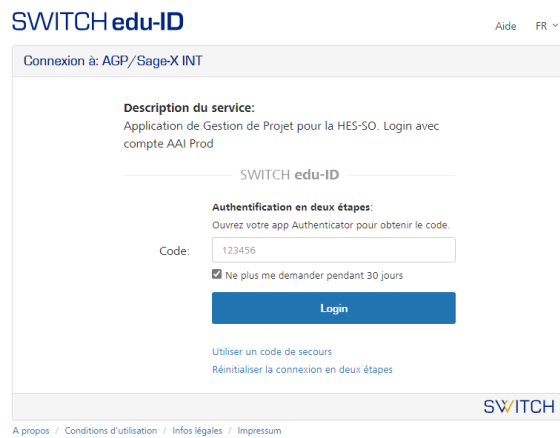 SWITCH edu-ID
Aide FR
Connexion à: AGP/Sage-X INT
Description du service:
Application de Gestion de Projet pour la HES-SO. Login avec
compte AAI Prod
SWITCH edu-ID
Authentification en deux étapes:
Ouvrez votre app Authenticator pour obtenir le code.
Code: 123456
Ne plus me demander pendant 30 jours
Login
Utiliser un code de secours
Réinitialiser la connexion en deux étapes
SWITCH
A propos / Conditions d'utilisation / Infos légales / Impressum